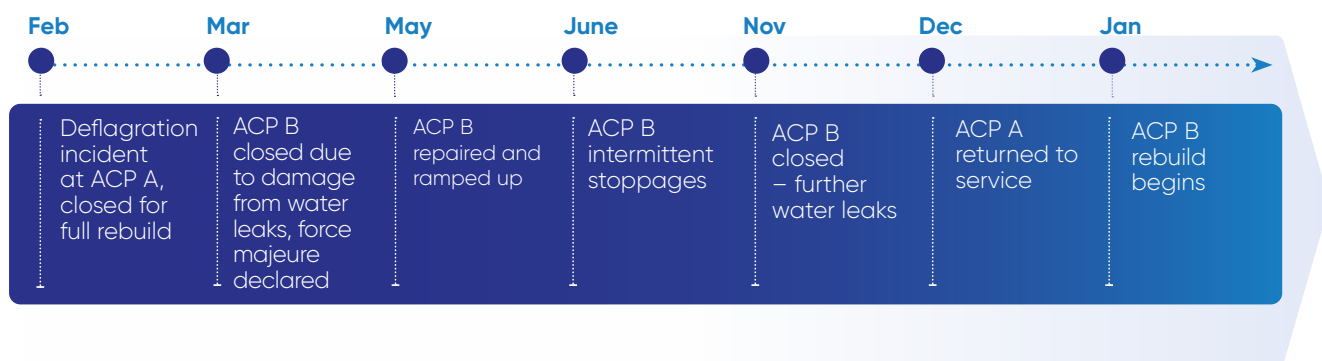 Feb
Mar
May
June
Nov
Dec
Jan
Deflagration
incident
at ACP A,
closed for
full rebuild
ACP B
closed due
to damage
from water
leaks, force
majeure
declared
ACP B
repaired and
ramped up
ACP B
intermittent
stoppages
ACP B
closed
– further
water leaks
ACP A
returned to
service
ACP B
rebuild
begins